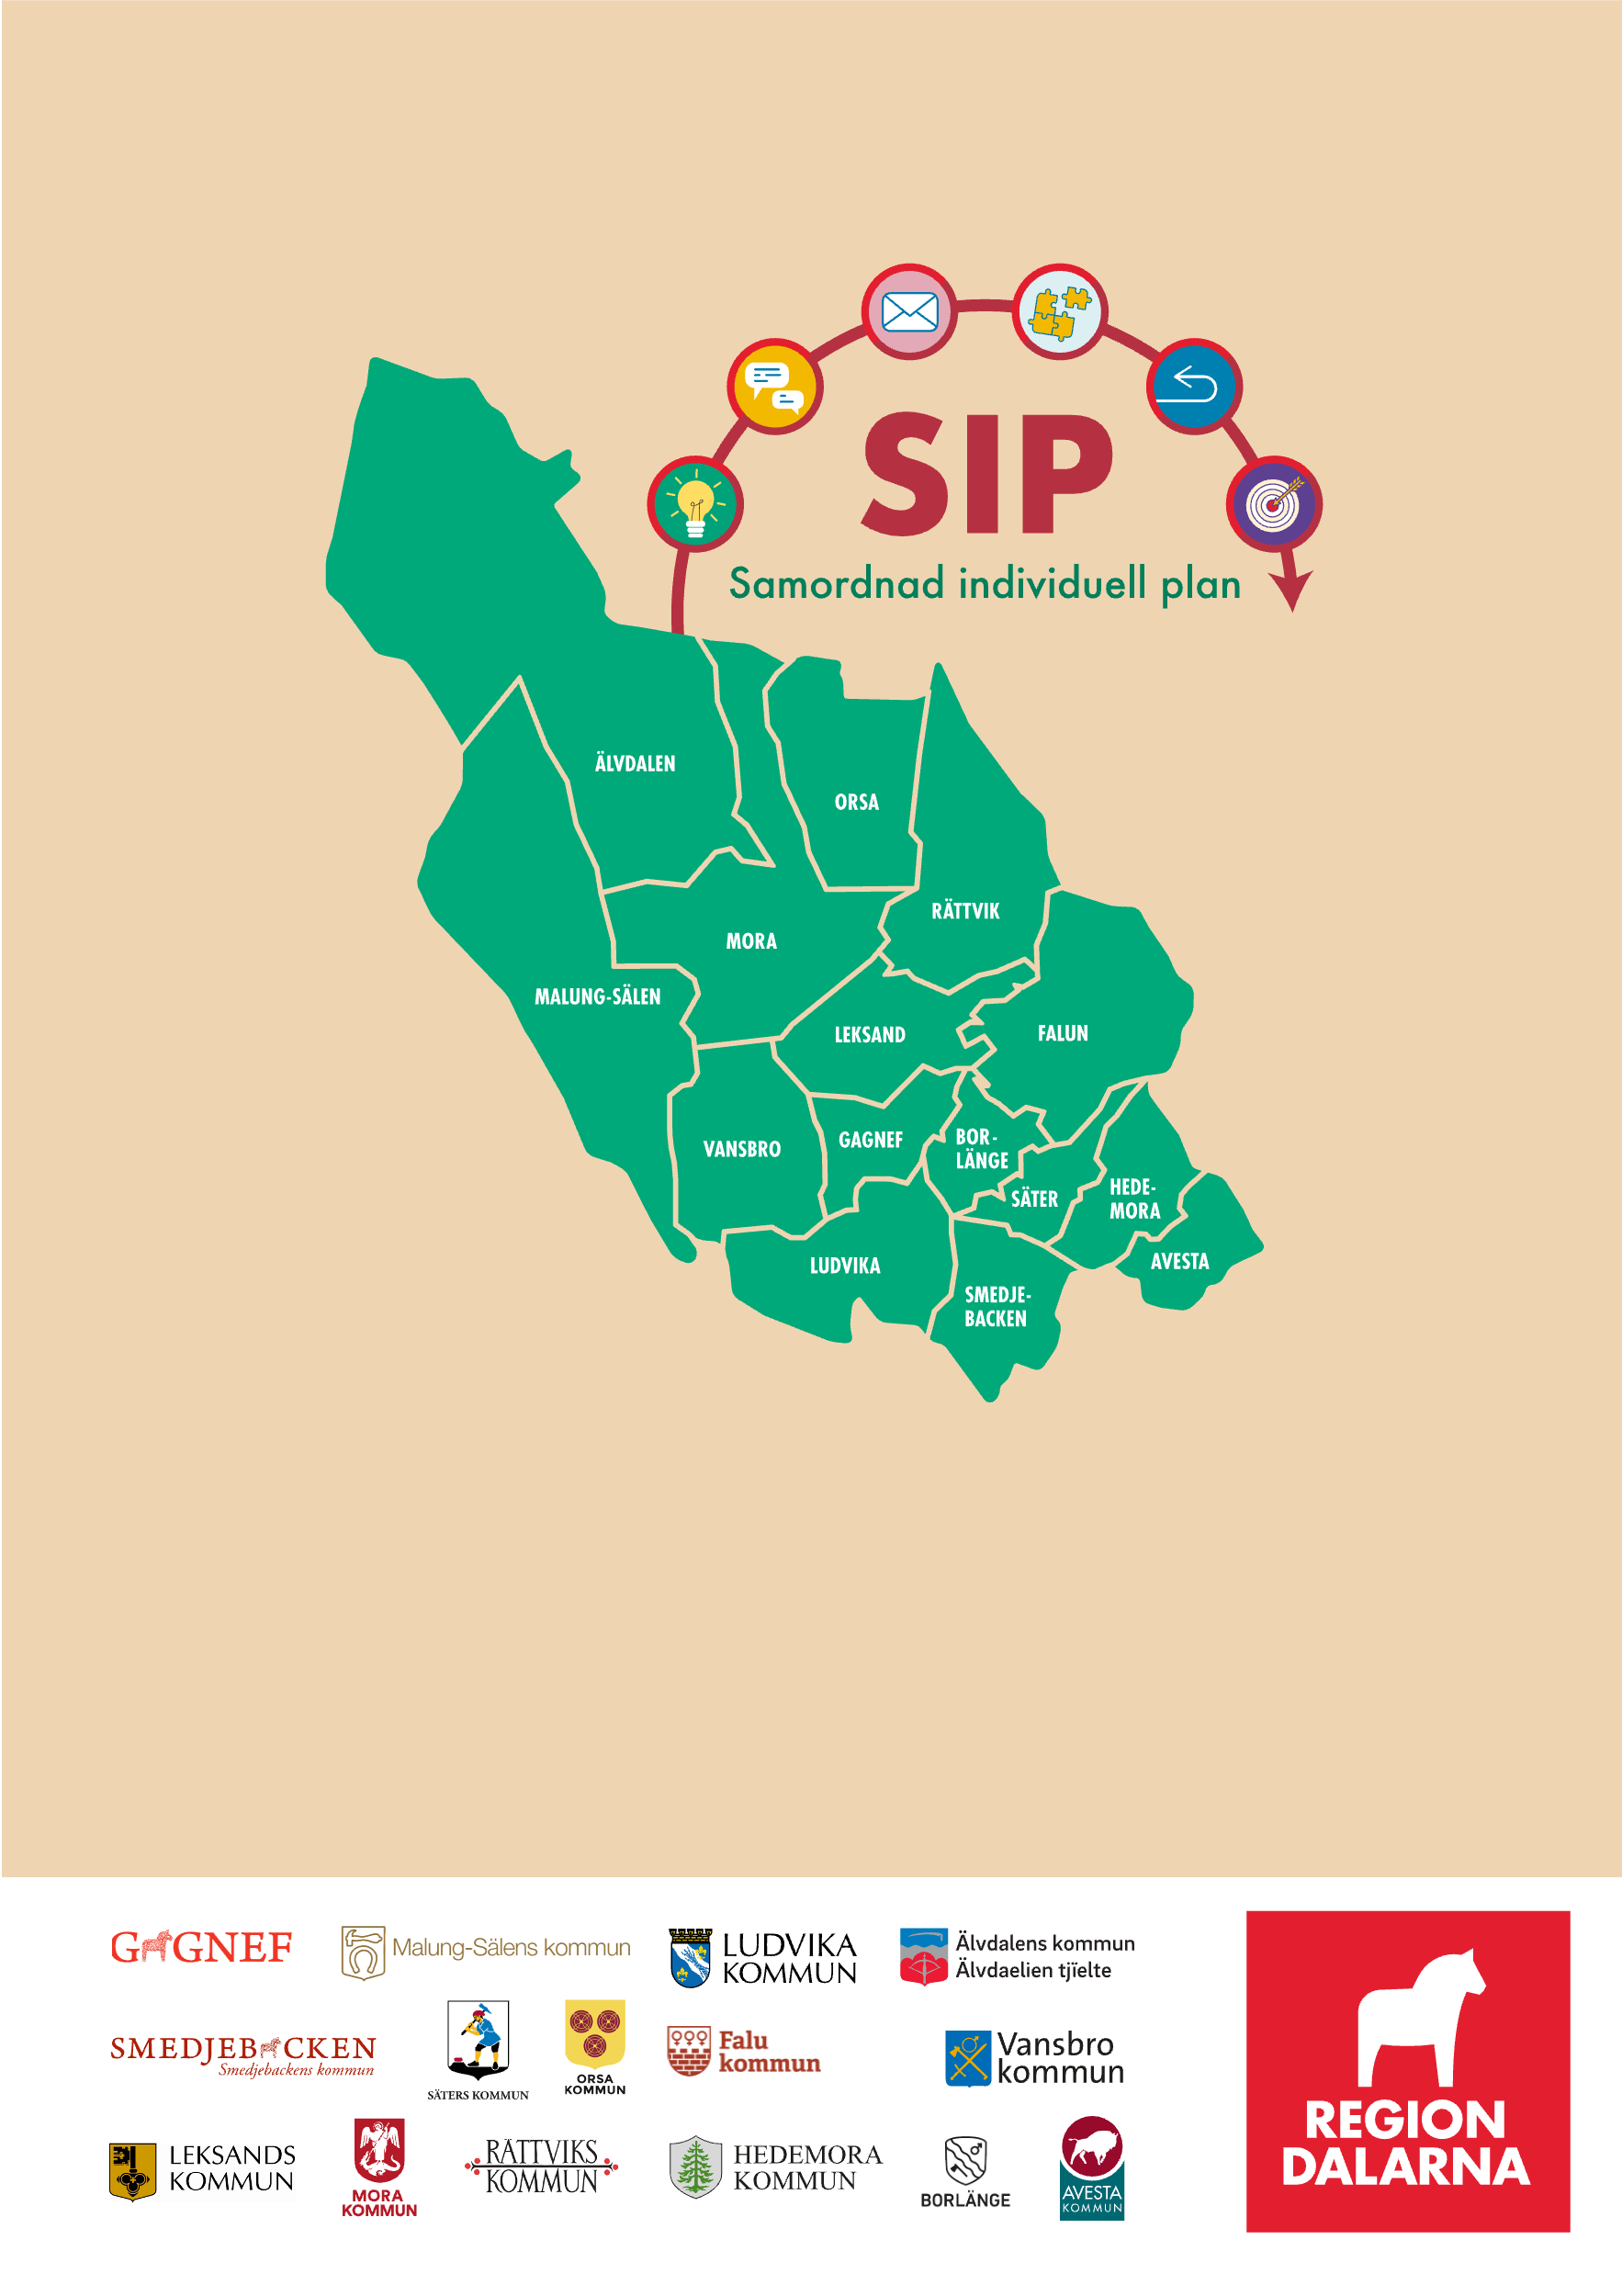 SIP
Samordnad individuell plan
ÄLVDALEN
ORSA
RÄTTVIK
MORA
MALUNG-SÄLEN
LEKSAND
FALUN
VANSBRO
GAGNEF
BOR-
LÄNGE
SÄTER
HEDE-
MORA
AVESTA
LUDVIKA
SMEDJE-
BACKEN
GAGNEF
Malung-Sälens kommun
LUDVIKA
KOMMUN
Älvdalens kommun
Älvdaelien tjïelte
SMEDJEBACKEN
Smedjebackens kommun
SÄTERS KOMMUN
ORSA
KOMMUN
Falu
kommun
Vansbro
kommun
LEKSANDS
KOMMUN
MORA
KOMMUN
RÄTTVIKS
KOMMUN
HEDEMORA
KOMMUN
BORLÄNGE
AVESTA
KOMMUN
REGION
DALARNA